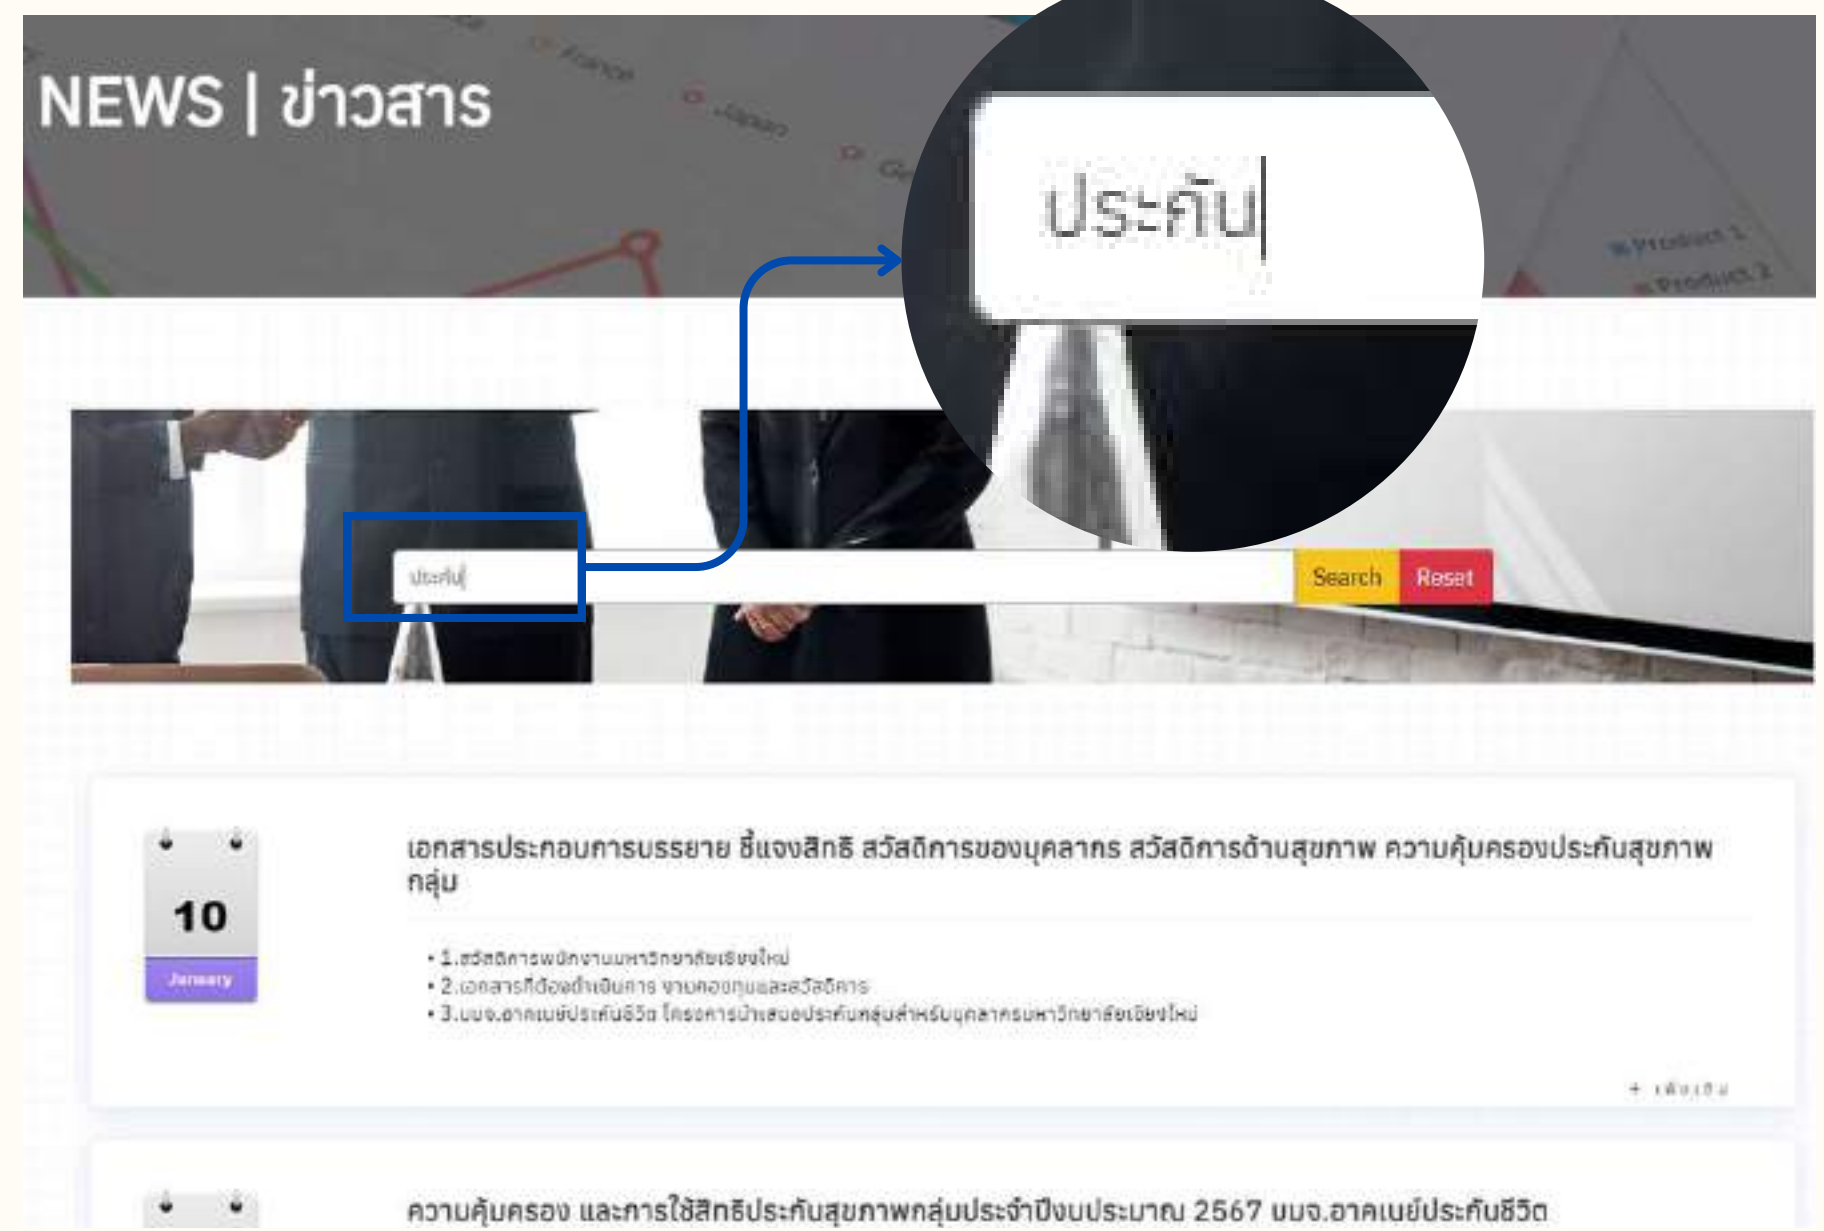 NEWS | ข่าวสาร
France
Japan
Product 1
Product 2
ประกัน
ประกัน
Search Reset
10
January
เอกสารประกอบการบรรยาย ชี้แจงสิทธิ สวัสดิการของบุคลากร สวัสดิการด้านสุขภาพ ความคุ้มครองประกันสุขภาพ
กลุ่ม
• 1.สวัสดิการพนักงานมหาวิทยาลัยเชียงใหม่
• 2.เอกสารที่ต้องดำเนินการ งานกองทุนและสวัสดิการ
• 3.บมจ.อาคเนย์ประกันชีวิต โครงการนำเสนอประกันกลุ่มสำหรับบุคลากรมหาวิทยาลัยเชียงใหม่
+ เพิ่มเติม
ความคุ้มครอง และการใช้สิทธิประกันสุขภาพกลุ่มประจำปีงบประมาณ 2567 บมจ.อาคเนย์ประกันชีวิต